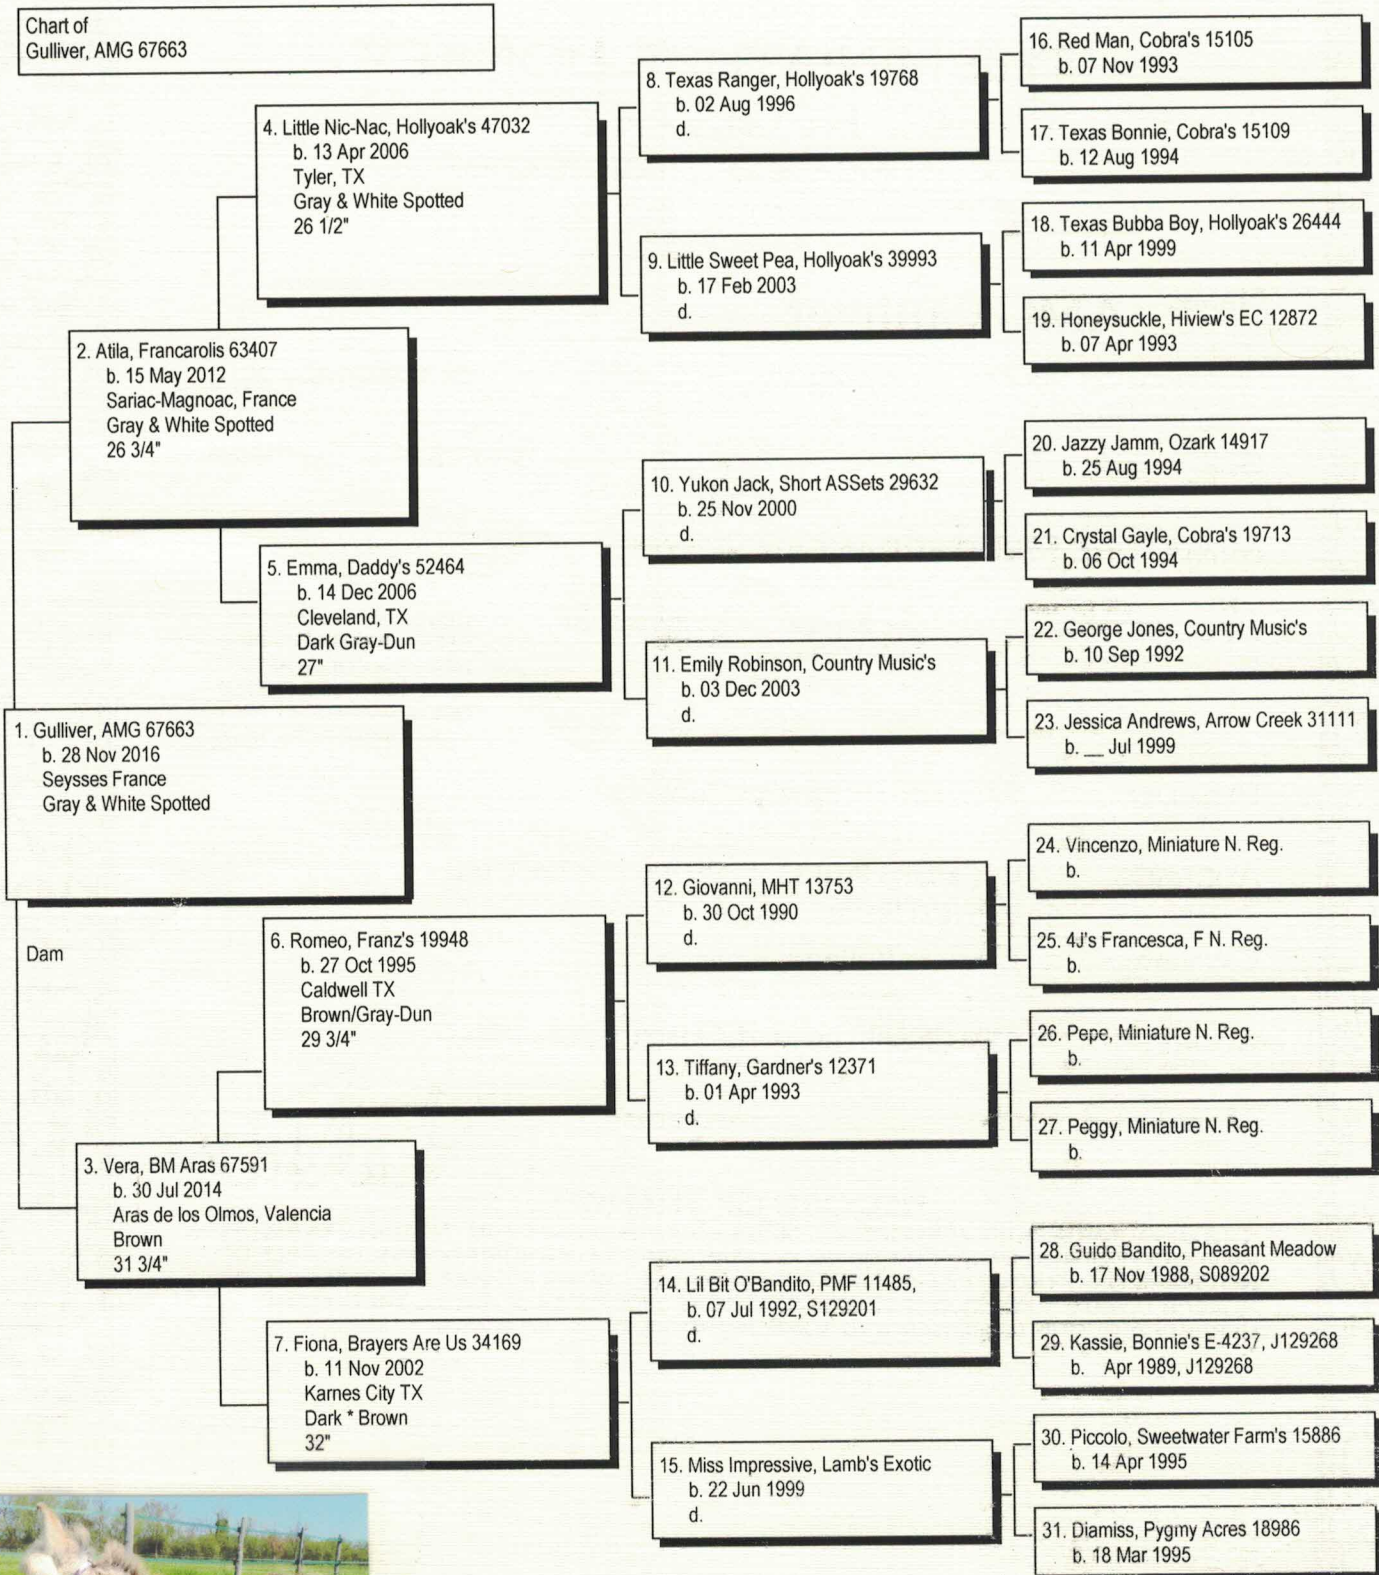 Chart of
Gulliver, AMG 67663
1. Gulliver, AMG 67663
b. 28 Nov 2016
Seysses France
Gray & White Spotted
Dam
2. Atila, Francarolis 63407
b. 15 May 2012
Sariac-Magnoac, France
Gray & White Spotted
26 3/4"
3. Vera, BM Aras 67591
b. 30 Jul 2014
Aras de los Olmos, Valencia
Brown
31 3/4"
4. Little Nic-Nac, Hollyoak's 47032
b. 13 Apr 2006
Tyler, TX
Gray & White Spotted
26 1/2"
5. Emma, Daddy's 52464
b. 14 Dec 2006
Cleveland, TX
Dark Gray-Dun
27"
6. Romeo, Franz's 19948
b. 27 Oct 1995
Caldwell TX
Brown/Gray-Dun
29 3/4"
7. Fiona, Brayers Are Us 34169
b. 11 Nov 2002
Karnes City TX
Dark * Brown
32"
8. Texas Ranger, Hollyoak's 19768
b. 02 Aug 1996
d.
9. Little Sweet Pea, Hollyoak's 39993
b. 17 Feb 2003
d.
10. Yukon Jack, Short ASSets 29632
b. 25 Nov 2000
d.
11. Emily Robinson, Country Music's
b. 03 Dec 2003
d.
12. Giovanni, MHT 13753
b. 30 Oct 1990
d.
13. Tiffany, Gardner's 12371
b. 01 Apr 1993
d.
14. Lil Bit O'Bandito, PMF 11485,
b. 07 Jul 1992, S129201
d.
15. Miss Impressive, Lamb's Exotic
b. 22 Jun 1999
d.
16. Red Man, Cobra's 15105
b. 07 Nov 1993
17. Texas Bonnie, Cobra's 15109
b. 12 Aug 1994
18. Texas Bubba Boy, Hollyoak's 26444
b. 11 Apr 1999
19. Honeysuckle, Hiview's EC 12872
b. 07 Apr 1993
20. Jazzy Jamm, Ozark 14917
b. 25 Aug 1994
21. Crystal Gayle, Cobra's 19713
b. 06 Oct 1994
22. George Jones, Country Music's
b. 10 Sep 1992
23. Jessica Andrews, Arrow Creek 31111
b. __ Jul 1999
24. Vincenzo, Miniature N. Reg.
b.
25. 4J's Francesca, F N. Reg.
b.
26. Pepe, Miniature N. Reg.
b.
27. Peggy, Miniature N. Reg.
b.
28. Guido Bandito, Pheasant Meadow
b. 17 Nov 1988, S089202
29. Kassie, Bonnie's E-4237, J129268
b. Apr 1989, J129268
30. Piccolo, Sweetwater Farm's 15886
b. 14 Apr 1995
31. Diamiss, Pygmy Acres 18986
b. 18 Mar 1995